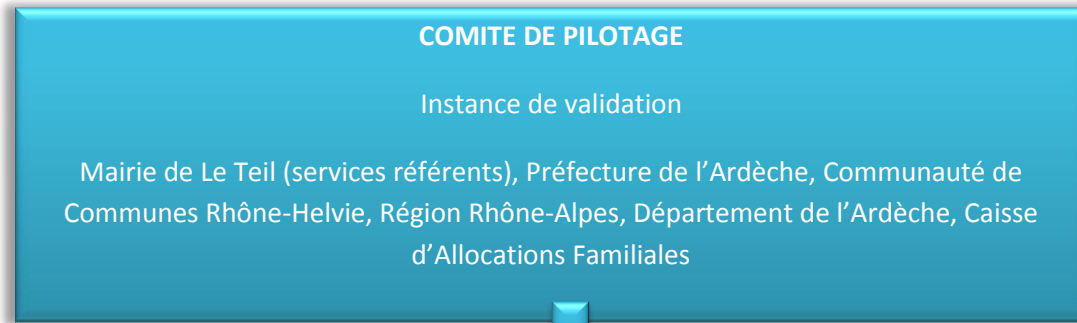 COMITE DE PILOTAGE
Instance de validation
Mairie de Le Teil (services référents), Préfecture de l’Ardèche, Communauté de
Communes Rhône-Helvie, Région Rhône-Alpes, Département de l’Ardèche, Caisse
d’Allocations Familiales